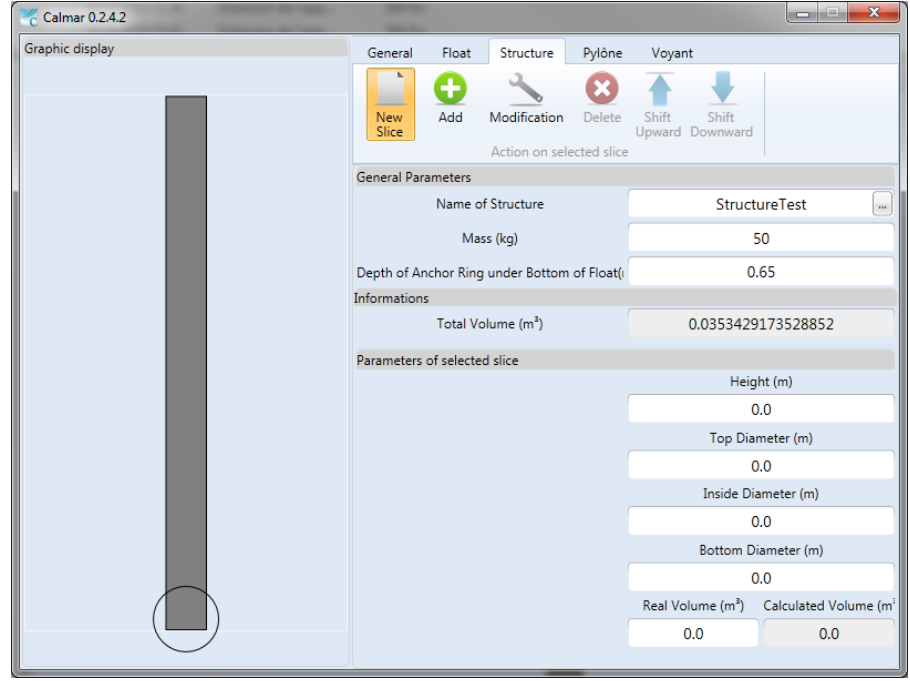 Calmar 0.2.4.2
Graphic display
General Float Structure Pylône Voyant
New Slice
Add
Modification
Delete
Shift Upward
Shift Downward
Action on selected slice
General Parameters
Name of Structure StructureTest ...
Mass (kg) 50
Depth of Anchor Ring under Bottom of Float( 0.65
Informations
Total Volume (m³) 0.0353429173528852
Parameters of selected slice
Height (m)
0.0
Top Diameter (m)
0.0
Inside Diameter (m)
0.0
Bottom Diameter (m)
0.0
Real Volume (m³) Calculated Volume (m³
0.0 0.0